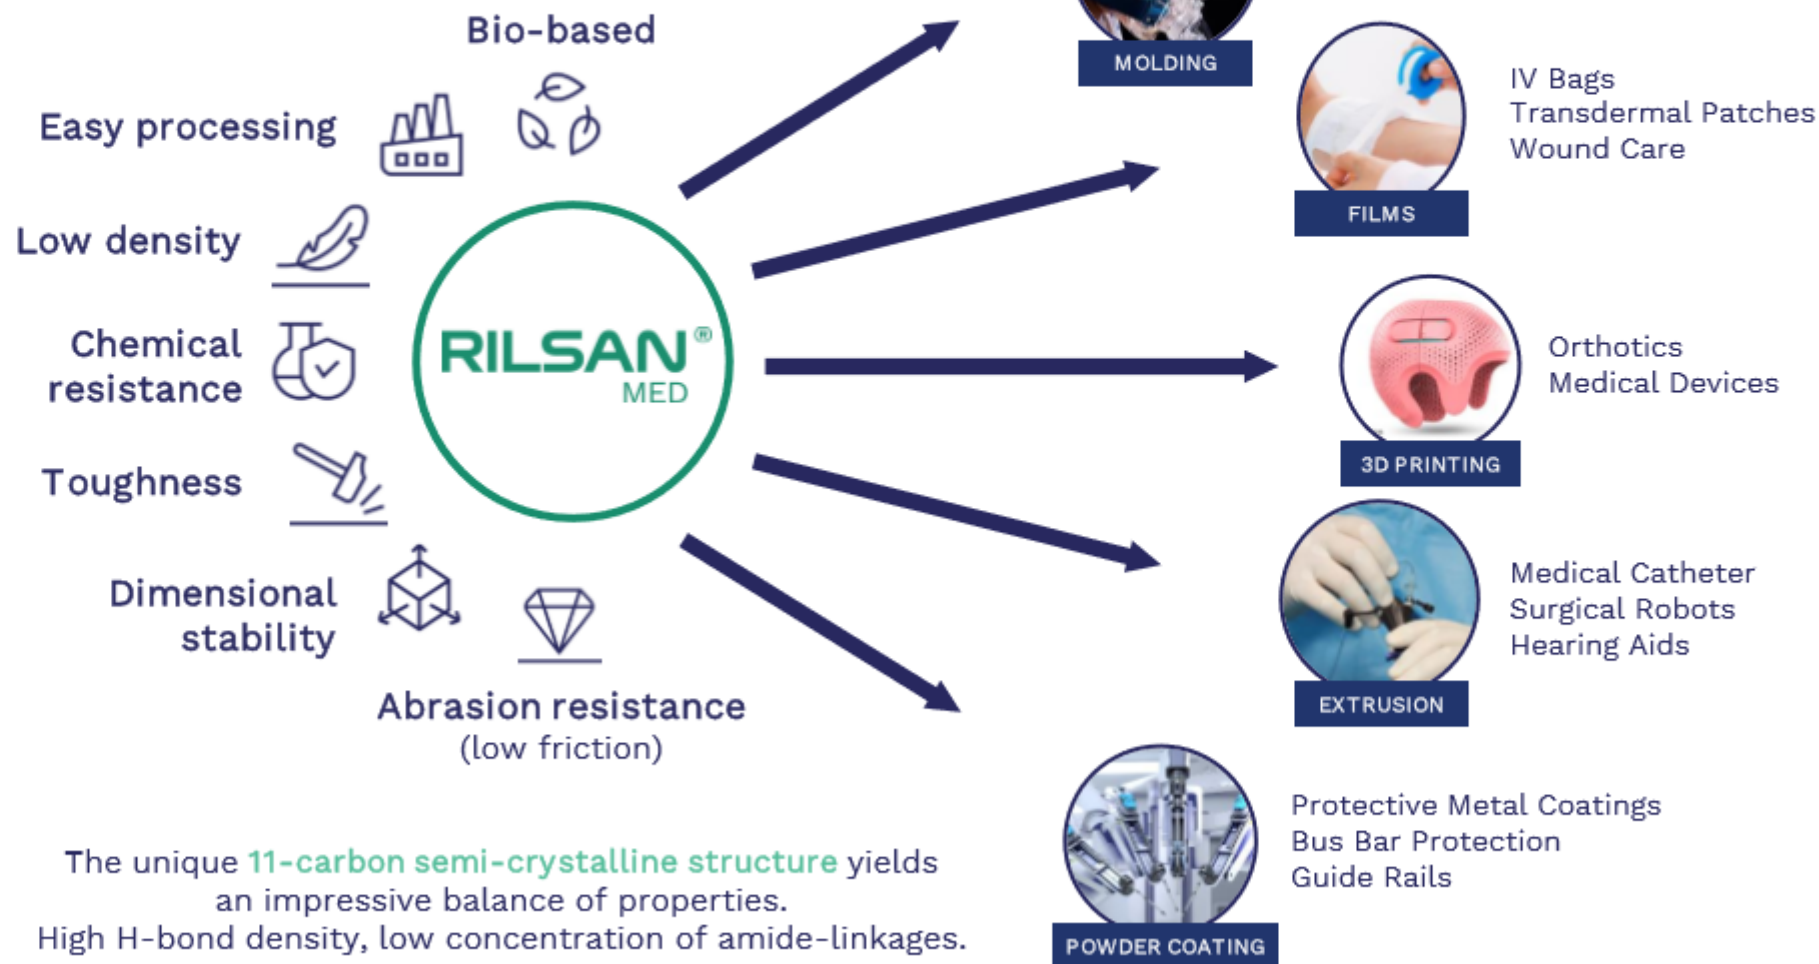 Bio-based
Easy processing
Low density
Chemical
resistance
Toughness
Dimensional
stability
Abrasion resistance
(low friction)
RILSAN®
MED
The unique 11-carbon semi-crystalline structure yields
an impressive balance of properties.
High H-bond density, low concentration of amide-linkages.
MOLDING
FILMS
IV Bags
Transdermal Patches
Wound Care
3D PRINTING
Orthotics
Medical Devices
EXTRUSION
Medical Catheter
Surgical Robots
Hearing Aids
POWDER COATING
Protective Metal Coatings
Bus Bar Protection
Guide Rails